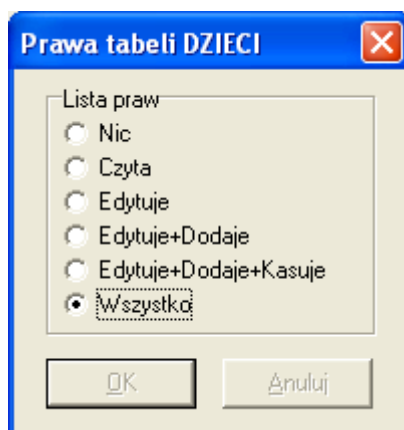 Prawa tabeli DZIECI
Lista praw
Nic
Czyta
Edytuje
Edytuje+Dodaje
Edytuje+Dodaje+Kasuje
Wszystko
OK
Anuluj